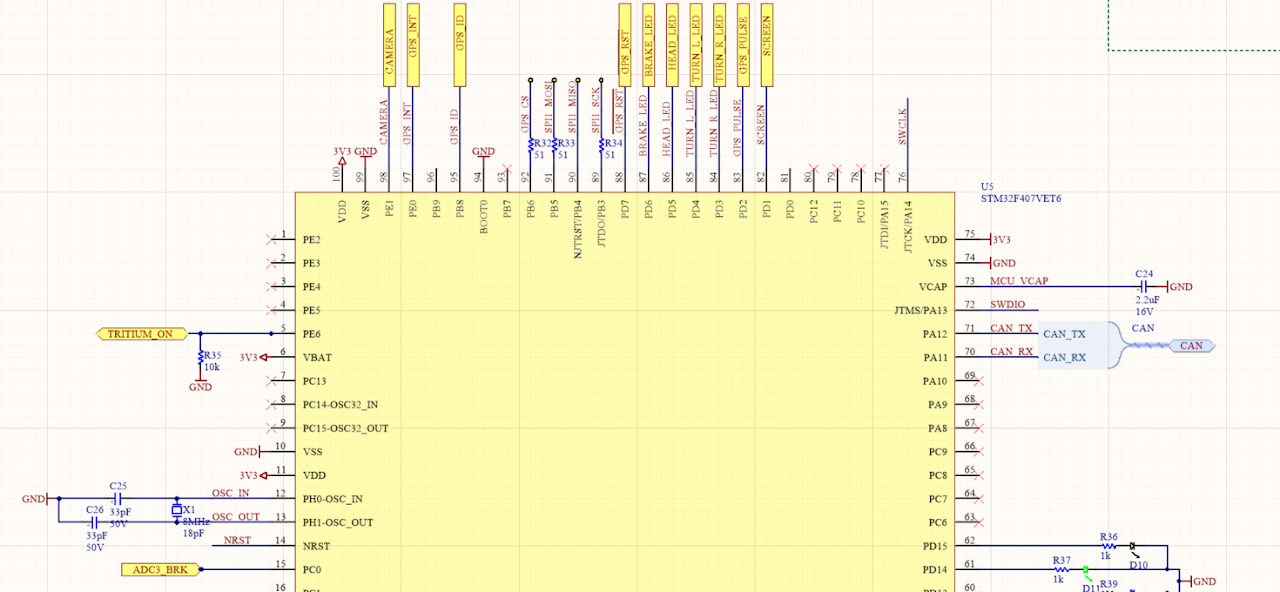 CAMERA
GPS_INT
GPS_ID
GPS_RST
BRAKE_LED
HEAD_LED
TURN_L_LED
TURN_R_LED
GPS_PULSE
SCREEN
CAMERA
GPS_INT
GPS_ID
GPS_CS
SPI1_MOSI
SPI1_MISO
SPI1_SCK
GPS_RST
BRAKE_LED
HEAD_LED
TURN_L_LED
TURN_R_LED
GPS_PULSE
SCREEN
SWCLK
R32
51
R33
51
R34
51
3V3
GND
GND
100
99
98
97
96
95
94
93
92
91
90
89
88
87
86
85
84
83
82
81
80
79
78
77
76
VDD
VSS
PE1
PE0
PB9
PB8
BOOT0
PB7
PB6
PB5
NJTRST/PB4
JTDO/PB3
PD7
PD6
PD5
PD4
PD3
PD2
PD1
PD0
PC12
PC11
PC10
JTDI/PA15
JTCK/PA14
U5
STM32F407VET6
1 PE2
2 PE3
3 PE4
4 PE5
TRITIUM_ON 5 PE6
R35
10k
GND
3V3 6 VBAT
7 PC13
8 PC14-OSC32_IN
9 PC15-OSC32_OUT
GND 10 VSS
3V3 11 VDD
GND C25 OSC_IN 12 PH0-OSC_IN
33pF
50V
C26
33pF
50V
X1
8MHz
18pF
OSC_OUT 13 PH1-OSC_OUT
NRST 14 NRST
ADC3_BRK 15 PC0
16
VDD 75 3V3
VSS 74 GND
VCAP 73 MCU_VCAP
C24
2.2uF
16V
GND
JTMS/PA13 72 SWDIO
PA12 71 CAN_TX CAN_TX CAN
CAN
PA11 70 CAN_RX CAN_RX
PA10 69
PA9 68
PA8 67
PC9 66
PC8 65
PC7 64
PC6 63
PD15 62 R36
1k
D10
PD14 61 R37
1k
D11
R39
GND
60